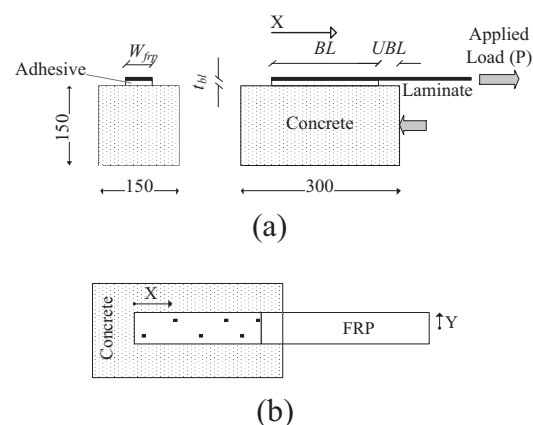 X
Applied
Load (P)
W_frp
BL
UBL
Adhesive
t_bl
Laminate
150
Concrete
150
300
(a)
X
Concrete
FRP
Y
(b)